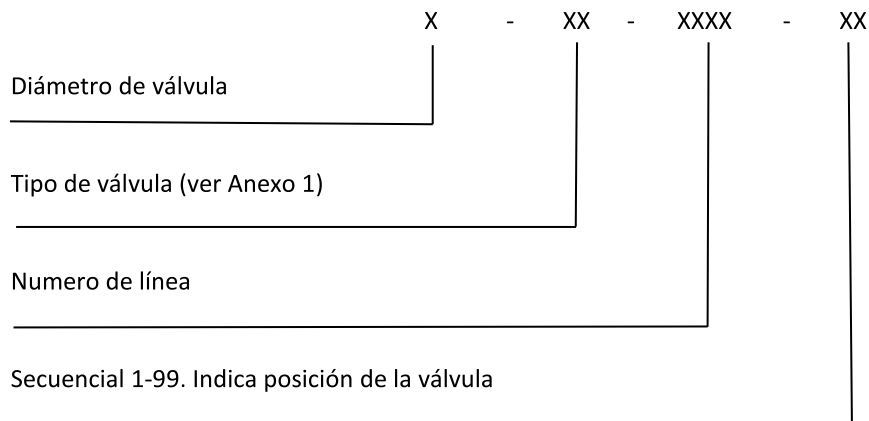 X - XX - XXXX - XX
Diámetro de válvula
Tipo de válvula (ver Anexo 1)
Numero de línea
Secuencial 1-99. Indica posición de la válvula